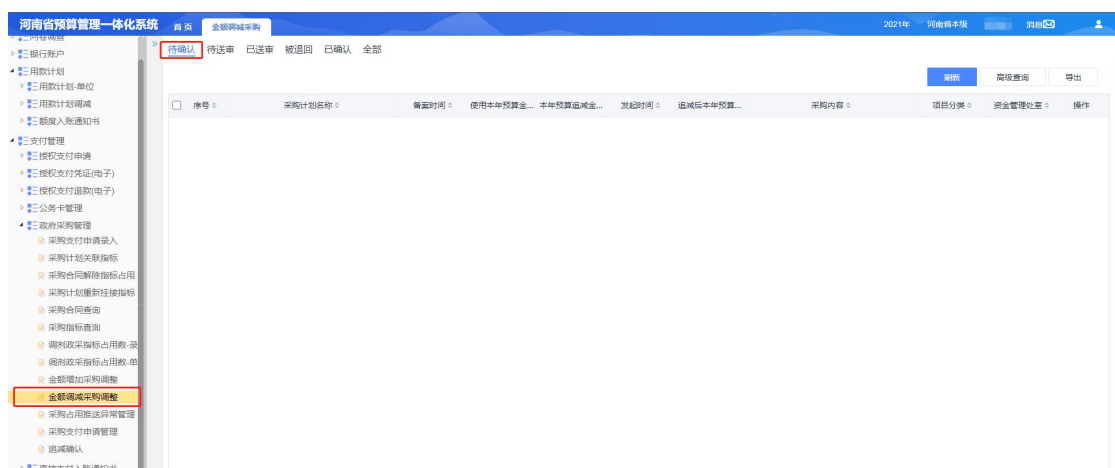 河南省预算管理一体化系统 首页 金额调减采购 2021年 河南省本级 消息
问卷调查
银行账户
用款计划
用款计划-单位
用款计划调减
额度入账通知书
支付管理
授权支付申请
授权支付凭证(电子)
授权支付退款(电子)
公务卡管理
政府采购管理
采购支付申请录入
采购计划关联指标
采购合同解除指标占用
采购计划重新挂接指标
采购合同查询
采购指标查询
调剂政采指标占用数-录
调剂政采指标占用数-单
金额增加采购调整
金额调减采购调整
采购占用推送异常管理
采购支付申请管理
追减确认
直接支付入账通知书
待确认 待送审 已送审 被退回 已确认 全部
刷新 高级查询 导出
序号 采购计划名称 备案时间 使用本年预算金... 本年预算追减金... 发起时间 追减后本年预算... 采购内容 项目分类 资金管理处室 操作